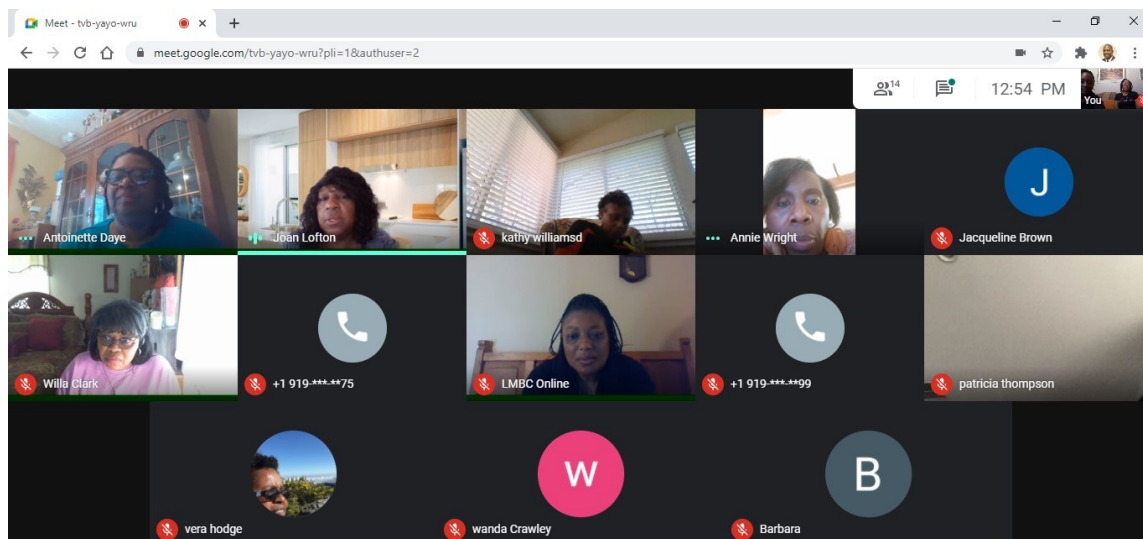 Meet - tvb-yayo-wru
meet.google.com/tvb-yayo-wru?pli=1&authuser=2
14
12:54 PM
You
Antoinette Daye
Joan Lofton
kathy williamsd
Annie Wright
J
Jacqueline Brown
Willa Clark
+1 919-***-**75
LMBC Online
+1 919-***-**99
patricia thompson
vera hodge
W
wanda Crawley
B
Barbara